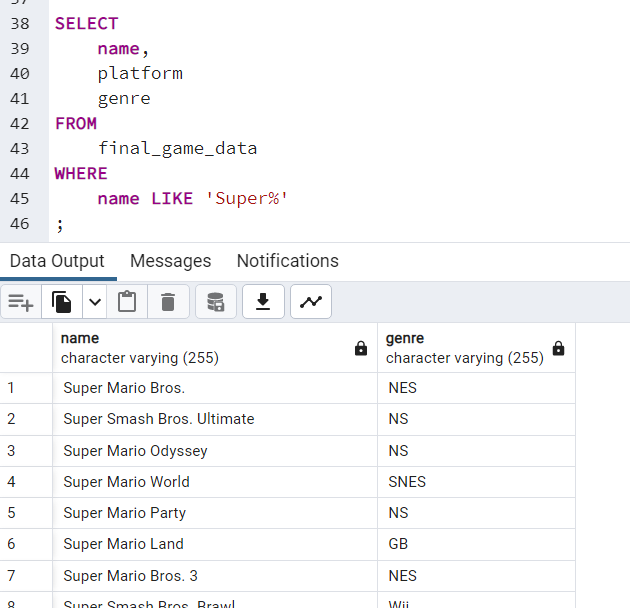 37
38 SELECT
39 name,
40 platform
41 genre
42 FROM
43 final_game_data
44 WHERE
45 name LIKE 'Super%'
46 ;
Data Output Messages Notifications
name genre
character varying (255) character varying (255)
1 Super Mario Bros. NES
2 Super Smash Bros. Ultimate NS
3 Super Mario Odyssey NS
4 Super Mario World SNES
5 Super Mario Party NS
6 Super Mario Land GB
7 Super Mario Bros. 3 NES
8 Super Smash Bros. Brawl Wii